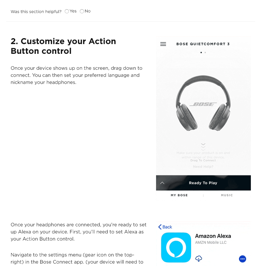 Was this section helpful? Yes No
2. Customize your Action
Button control
Once your device shows up on the screen, drag down to
connect. You can then set your preferred language and
nickname your headphones.
BOSE QUIETCOMFORT 3
BOSE
Ready To Play
MY BOSE
MUSIC
Once your headphones are connected, you're ready to set
up Alexa on your device. First, you'll need to set Alexa as
your Action Button control.
Navigate to the settings menu (gear icon on the top-
right) in the Bose Connect app. (your device will need to
Back
Amazon Alexa
AMZN Mobile LLC